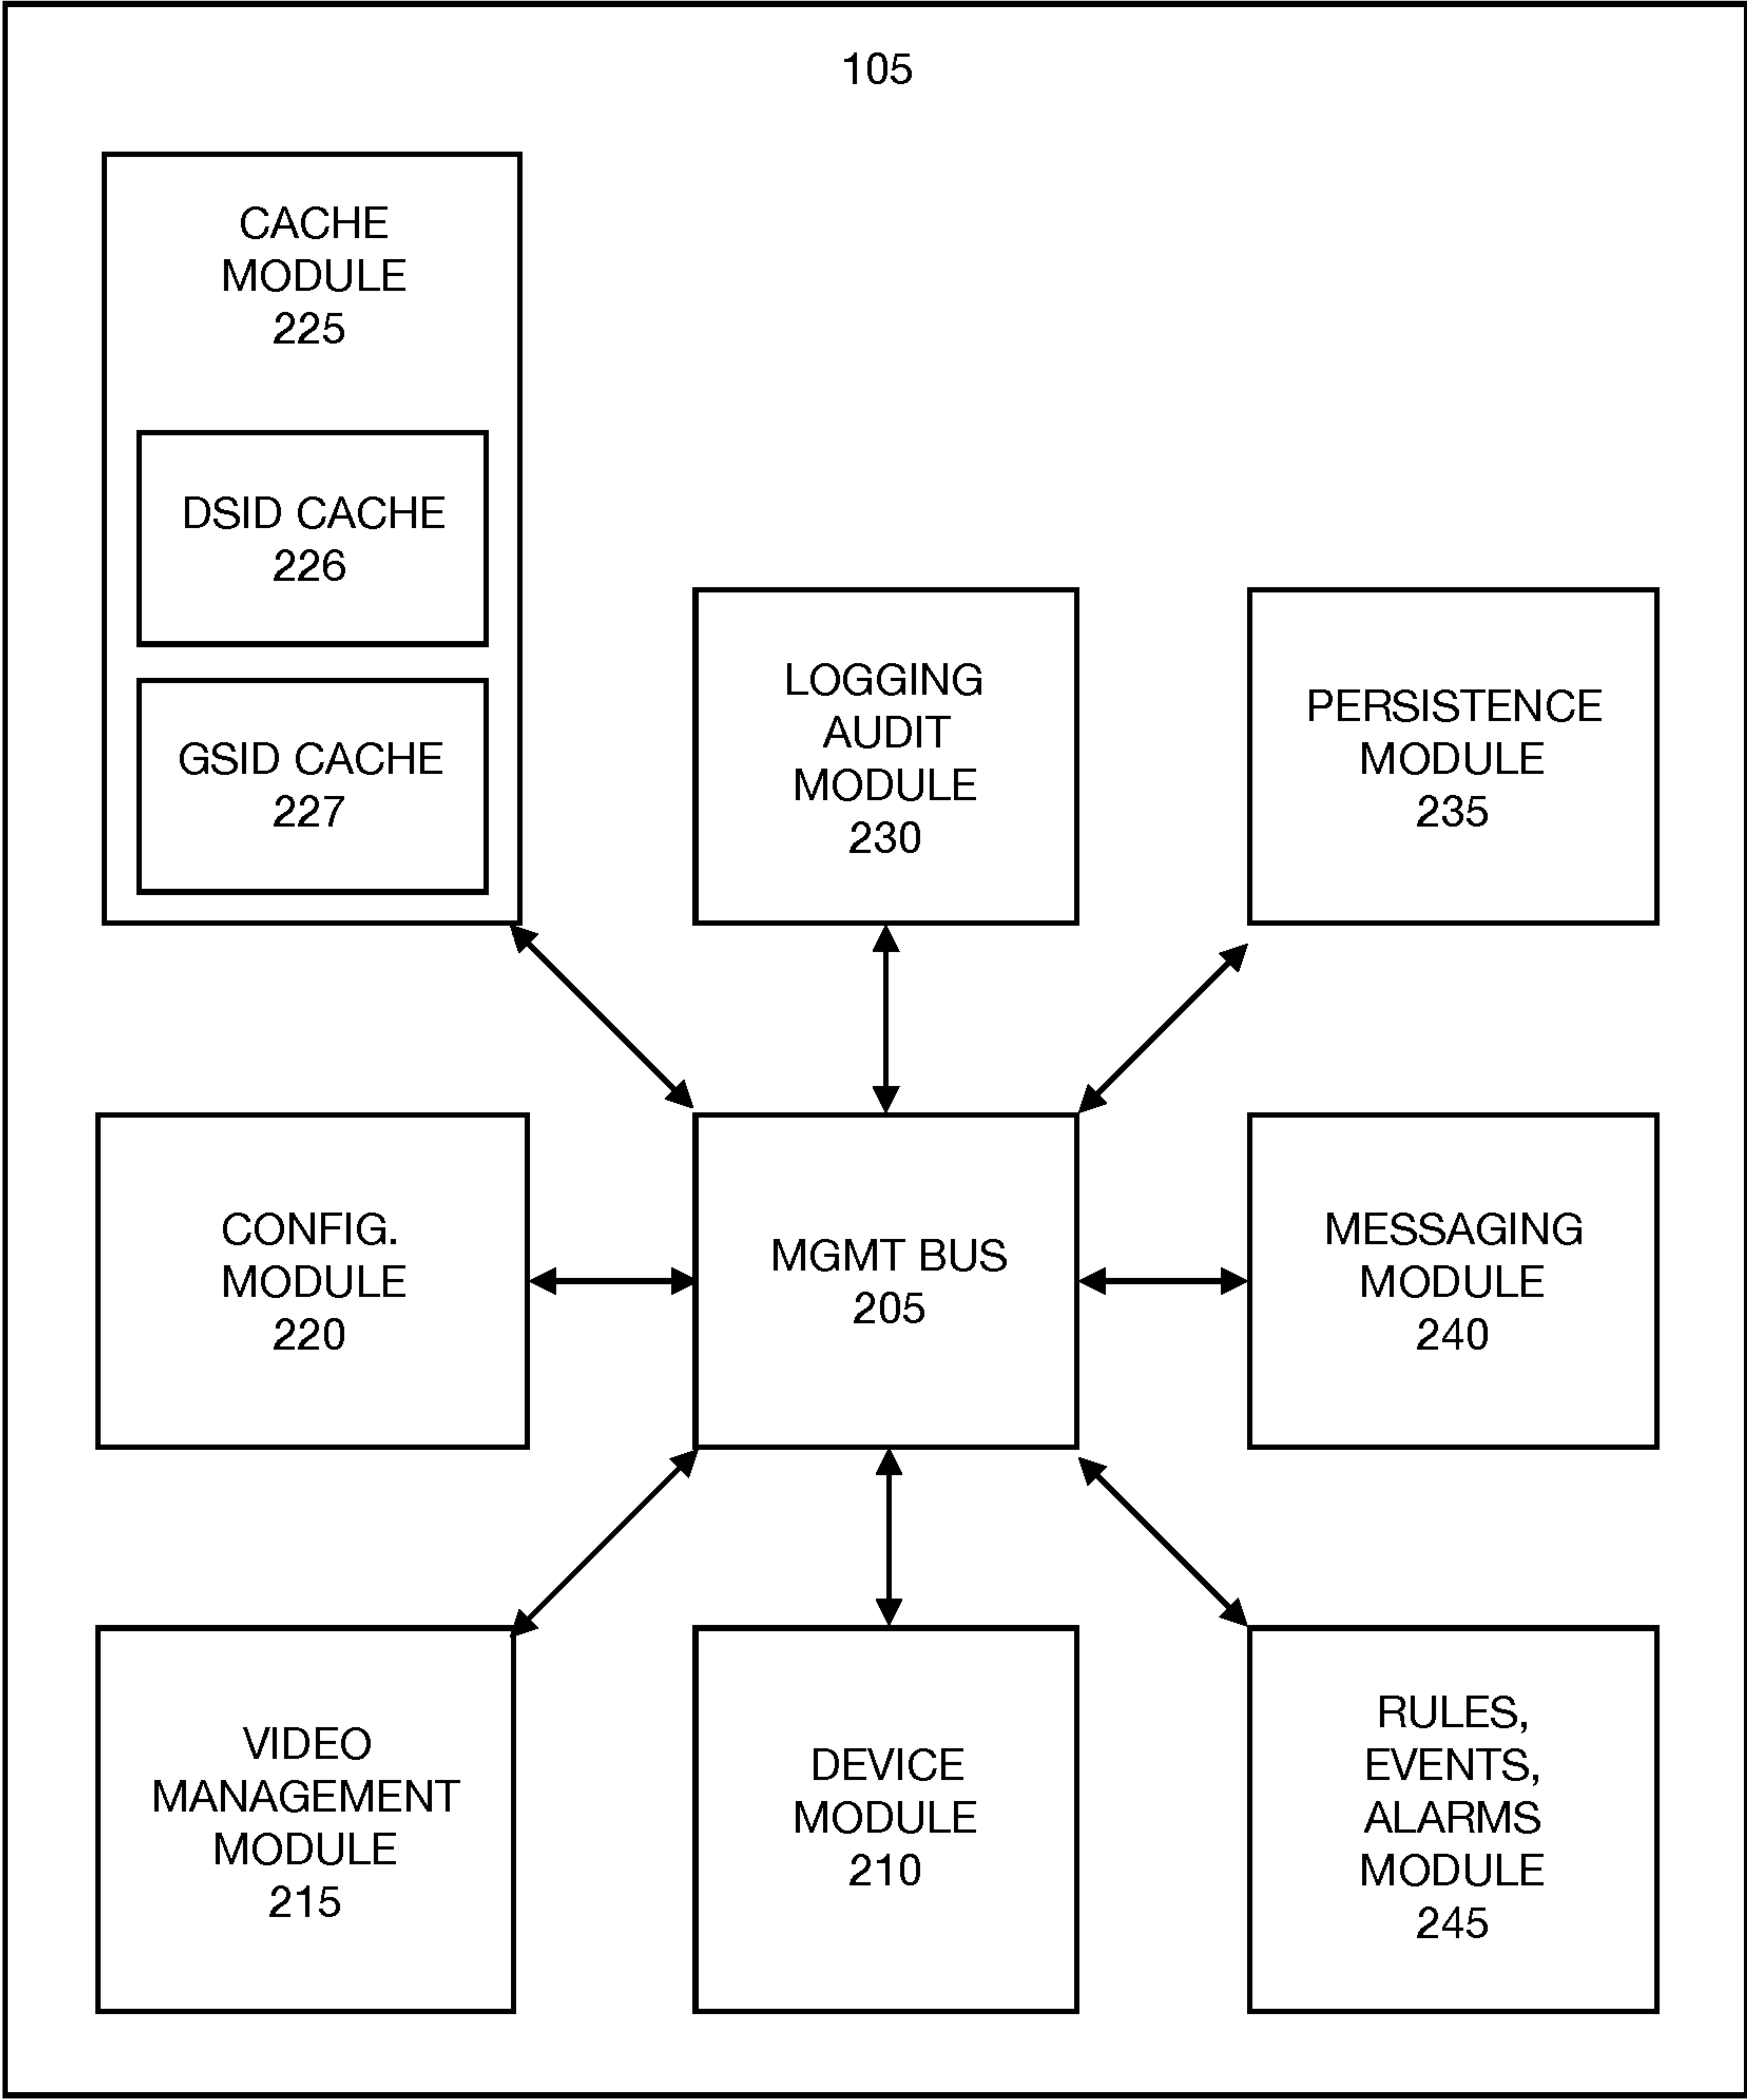 105
CACHE
MODULE
225
DSID CACHE
226
GSID CACHE
227
LOGGING
AUDIT
MODULE
230
PERSISTENCE
MODULE
235
CONFIG.
MODULE
220
MGMT BUS
205
MESSAGING
MODULE
240
VIDEO
MANAGEMENT
MODULE
215
DEVICE
MODULE
210
RULES,
EVENTS,
ALARMS
MODULE
245